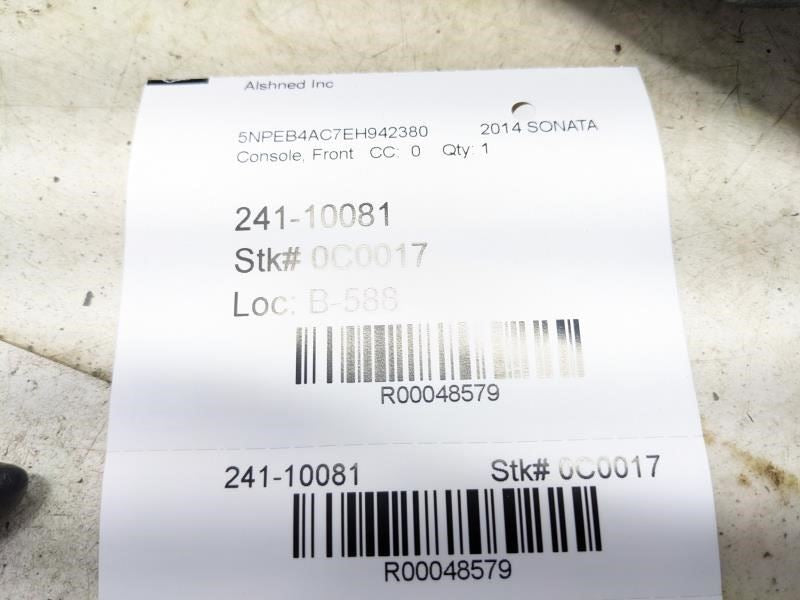 Alshned Inc
5NPEB4AC7EH942380 2014 SONATA
Console, Front CC: 0 Qty: 1
241-10081
Stk# 0C0017
Loc: B-588
R00048579
241-10081 Stk# 0C0017
R00048579